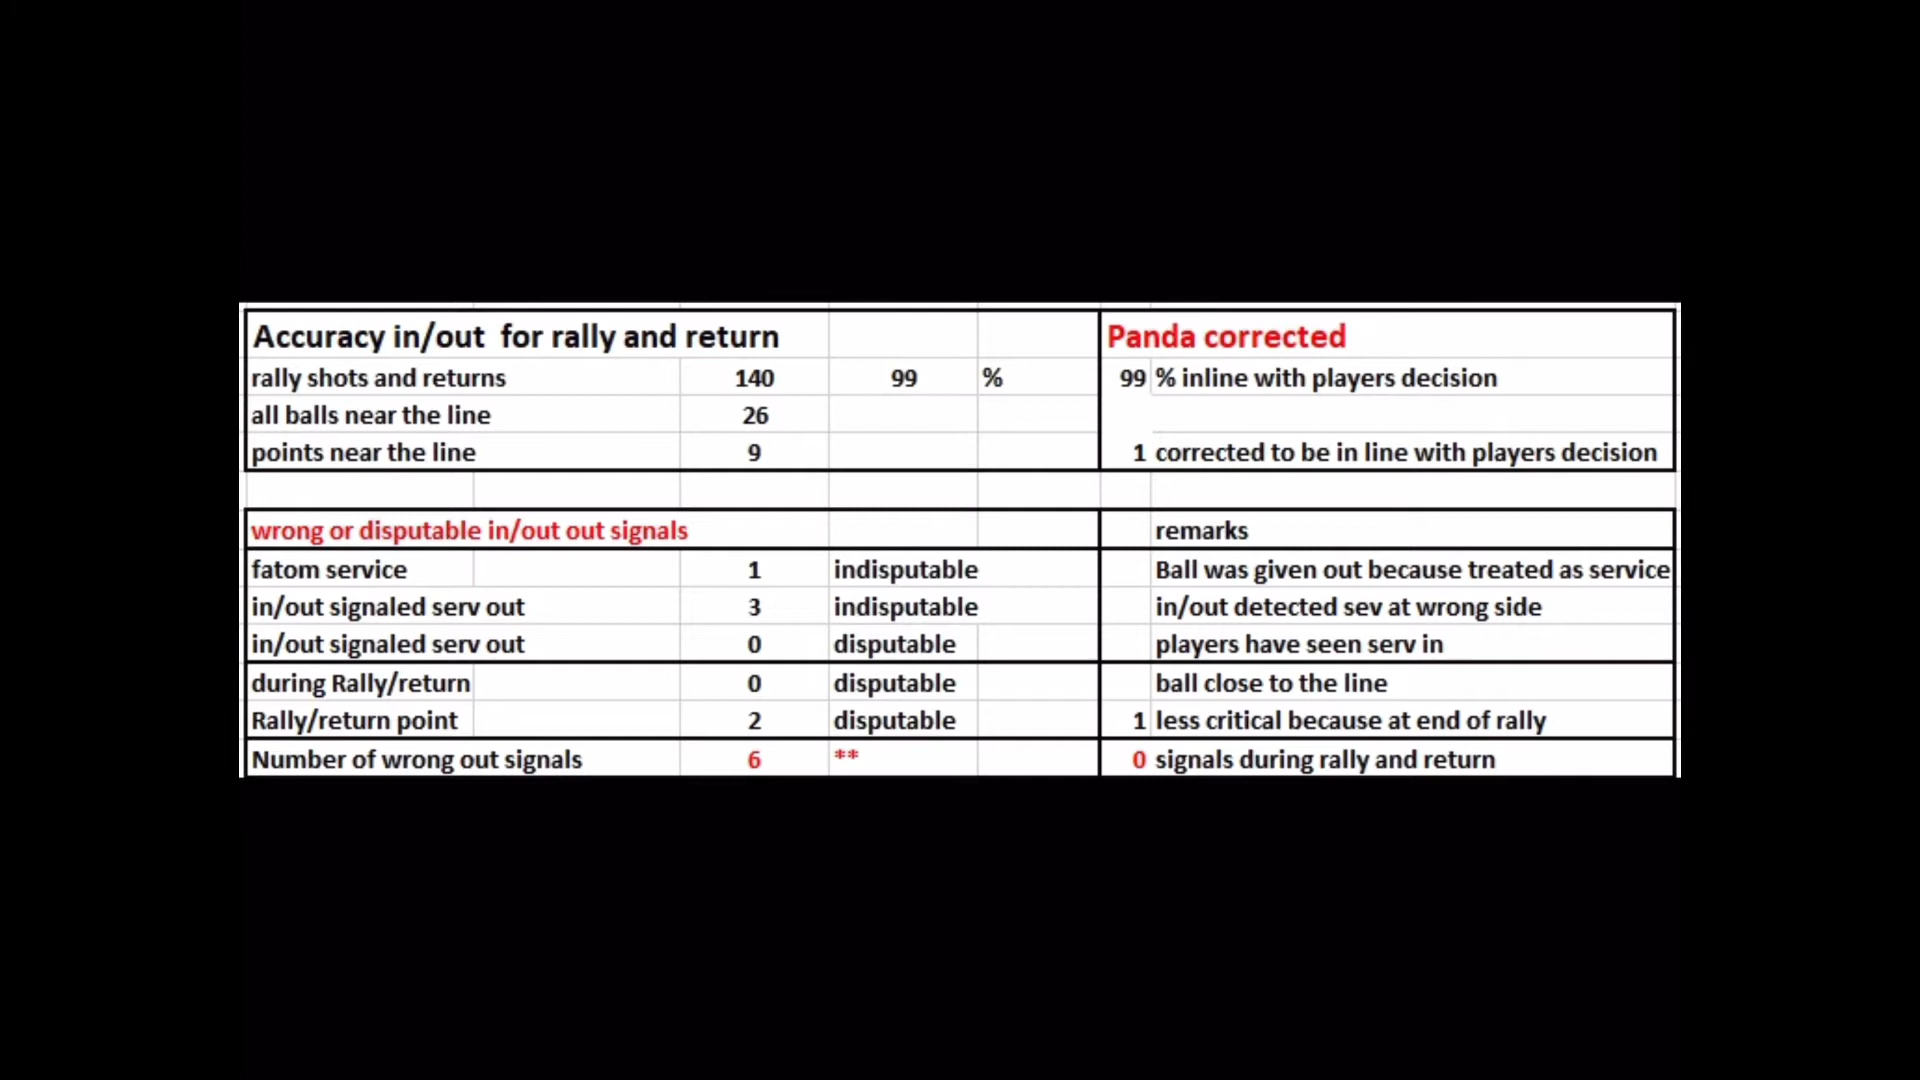 Accuracy in/out for rally and return Panda corrected
rally shots and returns 140 99 % 99 % inline with players decision
all balls near the line 26
points near the line 9 1 corrected to be in line with players decision
wrong or disputable in/out out signals remarks
fatom service 1 indisputable Ball was given out because treated as service
in/out signaled serv out 3 indisputable in/out detected sev at wrong side
in/out signaled serv out 0 disputable players have seen serv in
during Rally/return 0 disputable ball close to the line
Rally/return point 2 disputable 1 less critical because at end of rally
Number of wrong out signals 6 ** 0 signals during rally and return